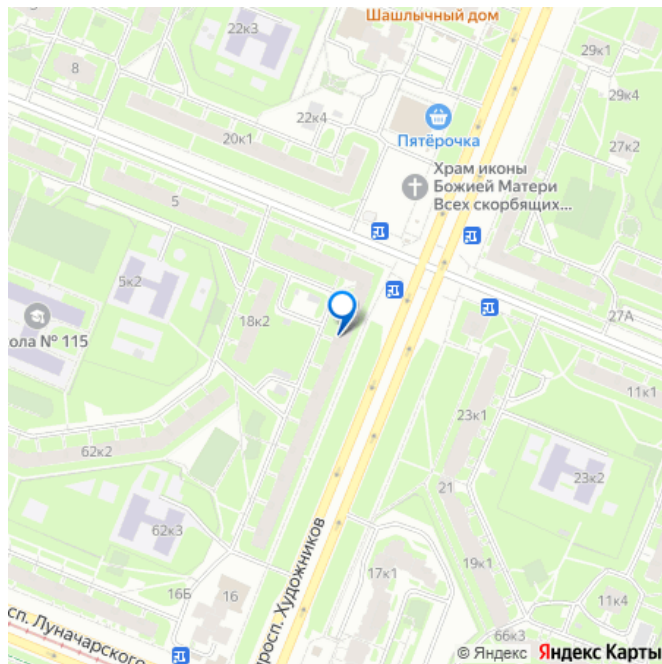 Шашлычный дом
22к3
29к1
8
29к4
22к4
20к1
Пятёрочка
27к2
Храм иконы
Божией Матери
Всех скорбящих...
5
5к2
27А
18к2
ола № 115
11к1
23к1
62к2
23к2
21
62к3
просп. Художников
19к1
17к1
16Б
16
11к4
сп. Луначарского
66к3
© Яндекс Яндекс Карты